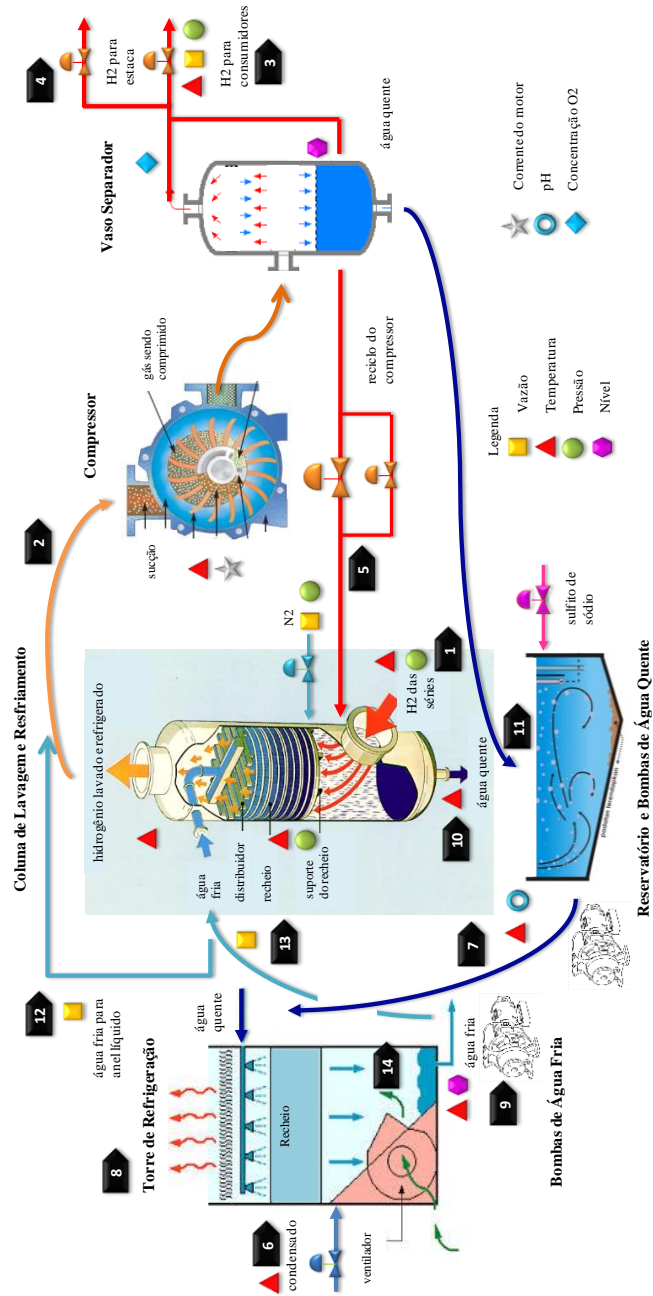 8
Torre de Refrigeração
12
água fria para
anel líquido
água
quente
Recheio
6
condensado
ventilador
14
água fria
9
Bombas de Água Fria
Coluna de Lavagem e Resfriamento
hidrogênio lavado e refrigerado
água
fria
distribuidor
recheio
suporte
do recheio
13
N2
H2 das
séries
1
10
água quente
7
11
sulfito de
sódio
Reservatório e Bombas de Água Quente
2
Compressor
sucção
gás sendo
comprimido
5
reciclo do
compressor
Vaso Separador
4
H2 para
estaca
H2 para
consumidores
3
água quente
Legenda
Vazão
Temperatura
Pressão
Nível
Corrente do motor
pH
Concentração O2